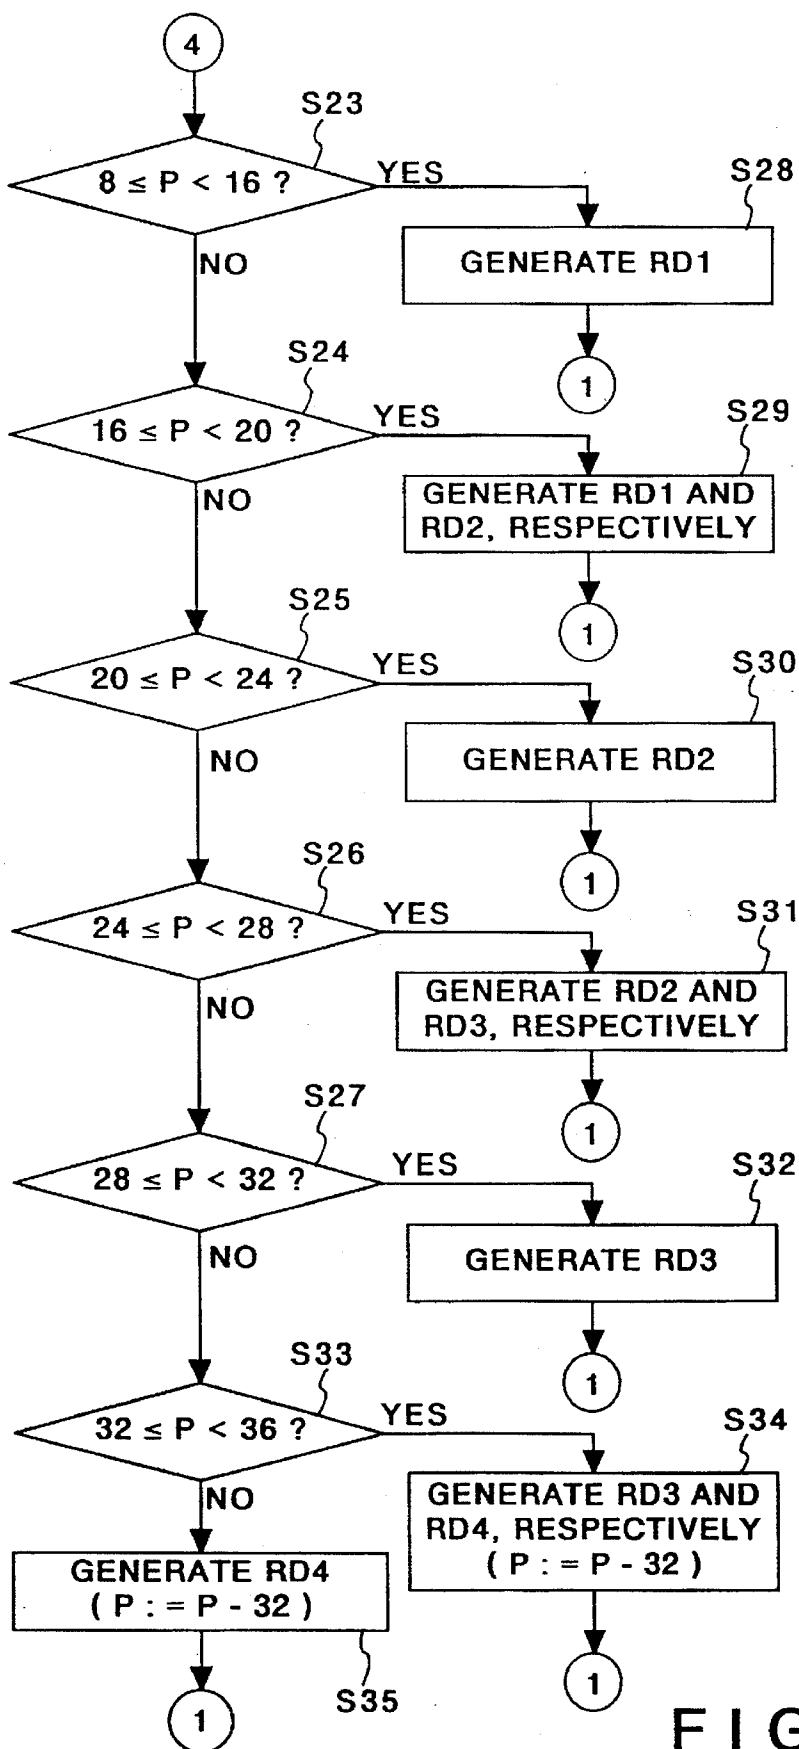 4
S23
8 ≤ P < 16 ?
YES
S28
GENERATE RD1
NO
1
S24
16 ≤ P < 20 ?
YES
S29
GENERATE RD1 AND
RD2, RESPECTIVELY
NO
1
S25
20 ≤ P < 24 ?
YES
S30
GENERATE RD2
NO
1
S26
24 ≤ P < 28 ?
YES
S31
GENERATE RD2 AND
RD3, RESPECTIVELY
NO
1
S27
28 ≤ P < 32 ?
YES
S32
GENERATE RD3
NO
1
S33
32 ≤ P < 36 ?
YES
S34
GENERATE RD3 AND
RD4, RESPECTIVELY
( P : = P - 32 )
NO
GENERATE RD4
( P : = P - 32 )
S35
1
1
FIG